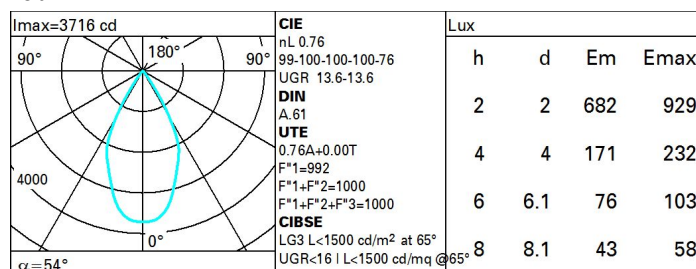 Imax=3716 cd
90° 180° 90°
4000
0°
α=54°
CIE
nL 0.76
99-100-100-100-76
UGR 13.6-13.6
DIN
A.61
UTE
0.76A+0.00T
F"1=992
F"1+F"2=1000
F"1+F"2+F"3=1000
CIBSE
LG3 L<1500 cd/m² at 65°
UGR<16 | L<1500 cd/mq @65°
Lux
h d Em Emax
2 2 682 929
4 4 171 232
6 6.1 76 103
8 8.1 43 58